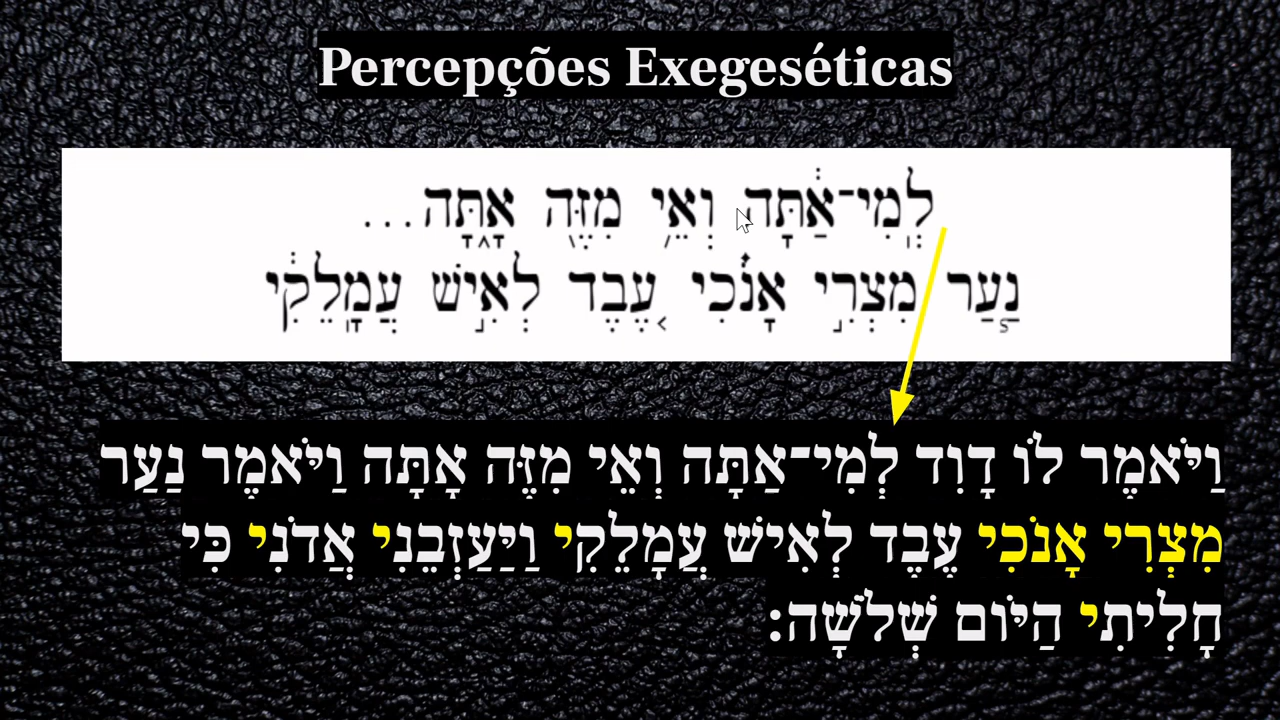 Percepções Exegeséticas
לְֽמִי־אַ֔תָּה וְאֵ֥י מִזֶּ֖ה אָ֑תָּה...
נַ֧עַר מִצְרִ֣י אָנֹ֗כִי עֶ֚בֶד לְאִ֣ישׁ עֲמָֽלֵקִ֔י
וַיֹּאמֶר לוֹ דָוִד לְמִי־אַתָּה וְאֵי מִזֶּה אָתָּה וַיֹּאמֶר נַעַר
מִצְרִי אָנֹכִי עֶבֶד לְאִישׁ עֲמָלֵקִי וַיַּעַזְבֵנִי אֲדֹנִי כִּי
חָלִיתִי הַיּוֹם שְׁלֹשָׁה: